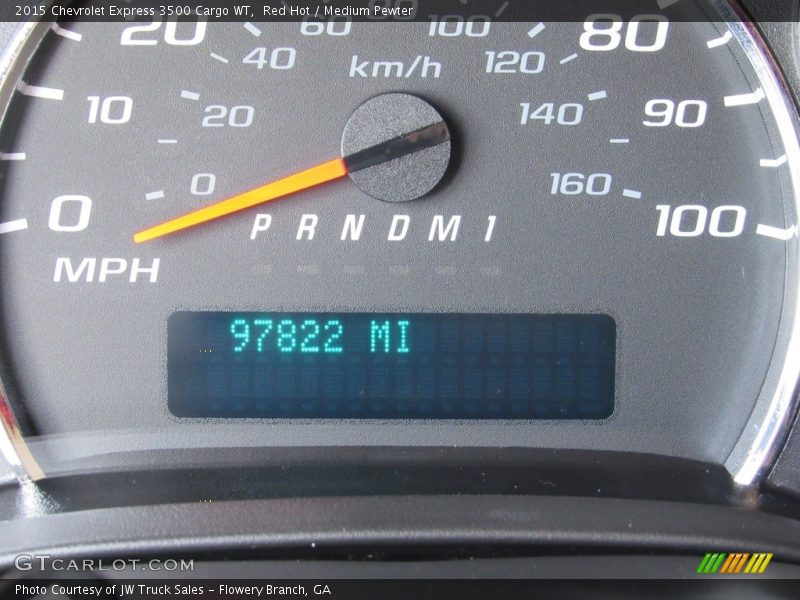 2015 Chevrolet Express 3500 Cargo WT, Red Hot / Medium Pewter
20 60 80 100 80
40 km/h 120
10 20 140 90
0 0 160 100
P R N D M 1
MPH
97822 MI
GTCARLOT.COM
Photo Courtesy of JW Truck Sales - Flowery Branch, GA